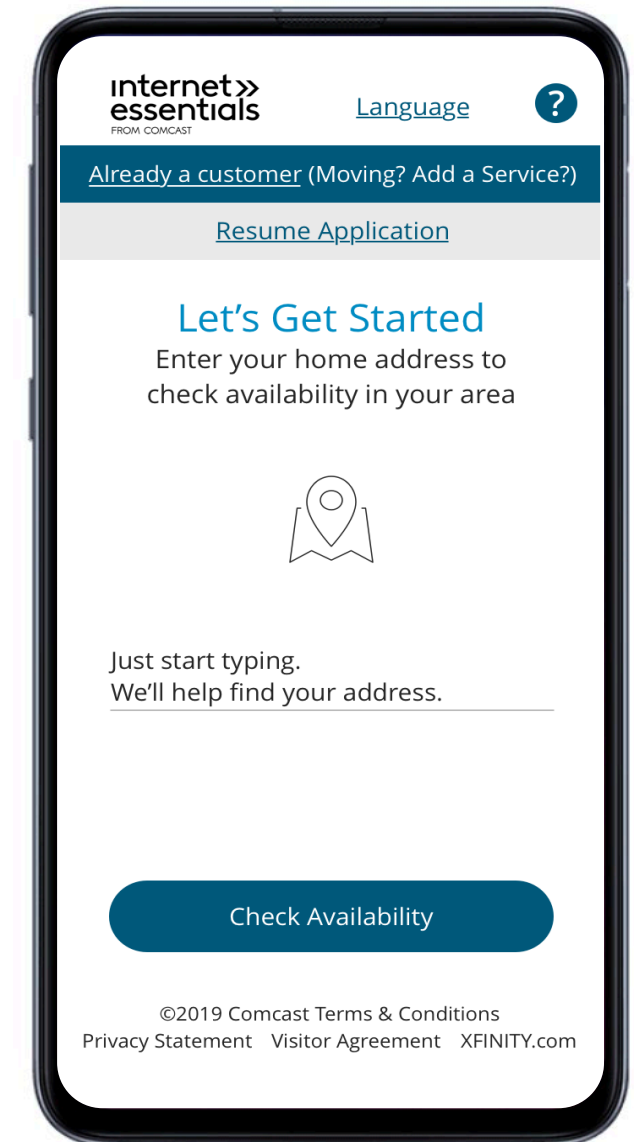 ınternet»
essentials
FROM COMCAST
Language
?
Already a customer (Moving? Add a Service?)
Resume Application
Let’s Get Started
Enter your home address to
check availability in your area
Just start typing.
We’ll help find your address.
Check Availability
©2019 Comcast Terms & Conditions
Privacy Statement Visitor Agreement XFINITY.com